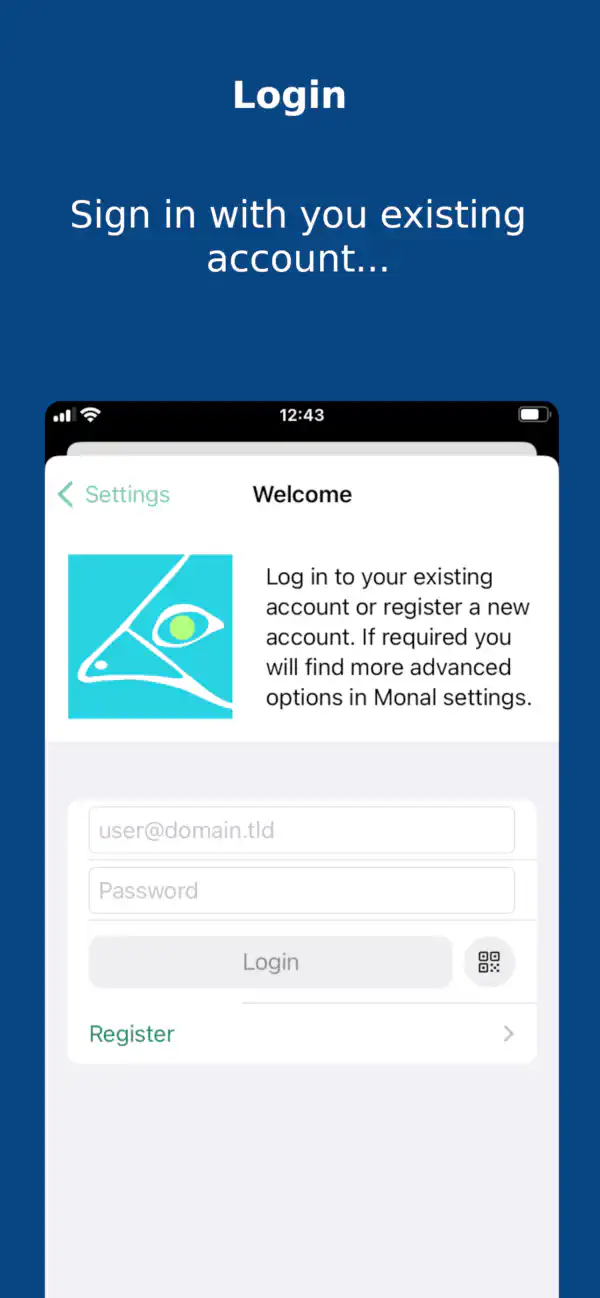 Login
Sign in with you existing
account...
12:43
Settings
Welcome
Log in to your existing
account or register a new
account. If required you
will find more advanced
options in Monal settings.
user@domain.tld
Password
Login
Register